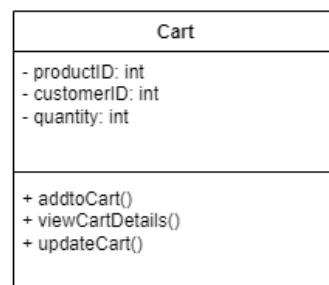 Cart
- productID: int
- customerID: int
- quantity: int
+ addtoCart()
+ viewCartDetails()
+ updateCart()